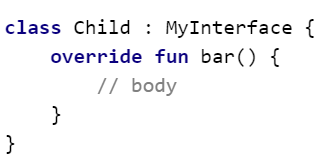 class Child : MyInterface {
    override fun bar() {
        // body
    }
}